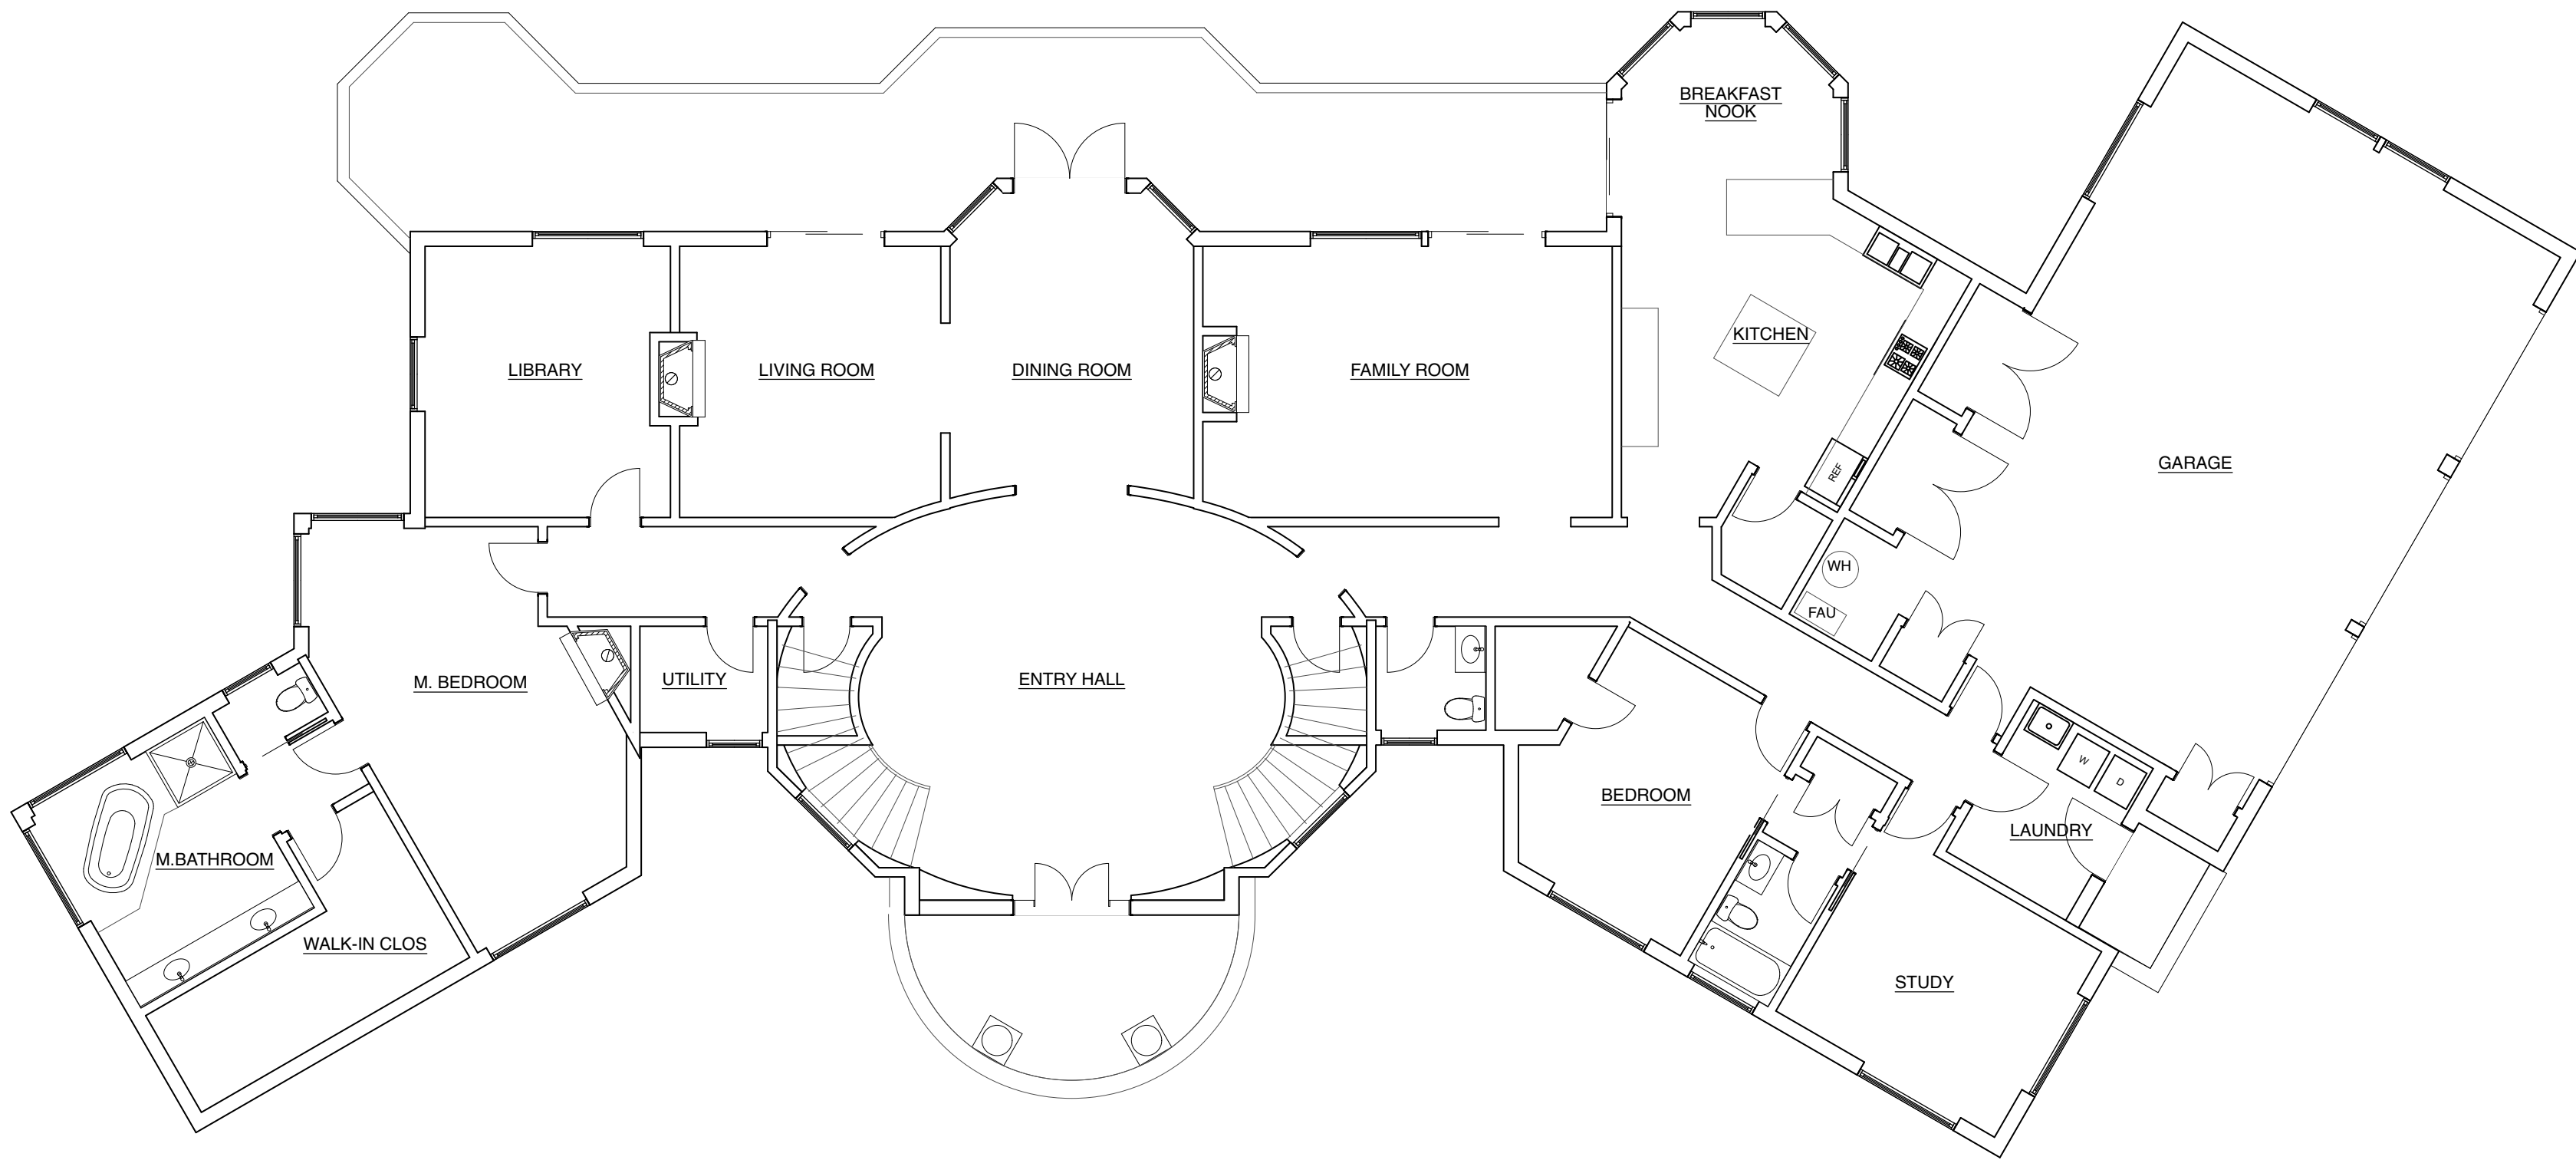 BREAKFAST
NOOK
KITCHEN
LIBRARY
LIVING ROOM
DINING ROOM
FAMILY ROOM
GARAGE
REF
WH
FAU
M. BEDROOM
UTILITY
ENTRY HALL
W
D
BEDROOM
LAUNDRY
M.BATHROOM
WALK-IN CLOS
STUDY